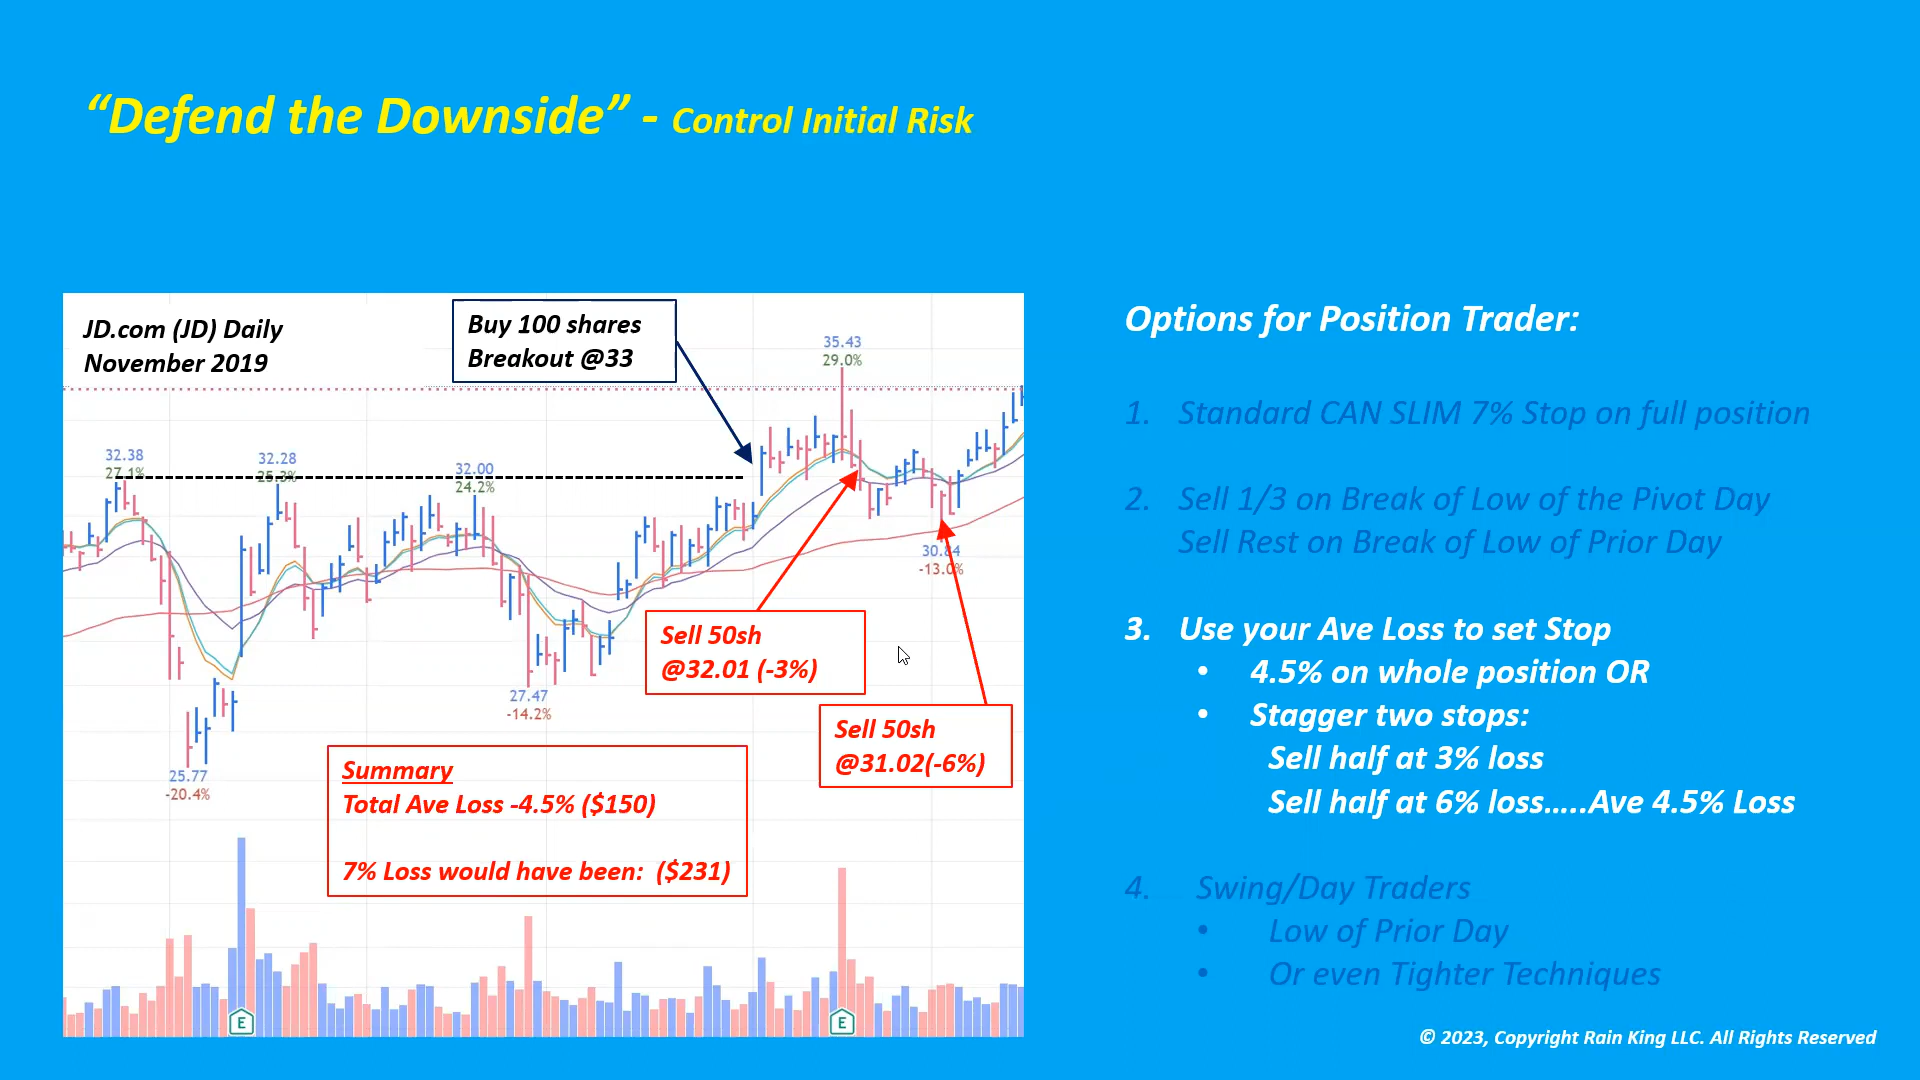 “Defend the Downside” - Control Initial Risk
JD.com (JD) Daily
November 2019
Buy 100 shares
Breakout @33
35.43
29.0%
32.38
27.1%
32.28
25.3%
32.00
24.2%
30.84
-13.0%
Sell 50sh
@32.01 (-3%)
27.47
-14.2%
Sell 50sh
@31.02(-6%)
25.77
-20.4%
Summary
Total Ave Loss -4.5% ($150)
7% Loss would have been: ($231)
E
E
Options for Position Trader:
1. Standard CAN SLIM 7% Stop on full position
2. Sell 1/3 on Break of Low of the Pivot Day
Sell Rest on Break of Low of Prior Day
3. Use your Ave Loss to set Stop
• 4.5% on whole position OR
• Stagger two stops:
Sell half at 3% loss
Sell half at 6% loss.....Ave 4.5% Loss
4. Swing/Day Traders
• Low of Prior Day
• Or even Tighter Techniques
© 2023, Copyright Rain King LLC. All Rights Reserved